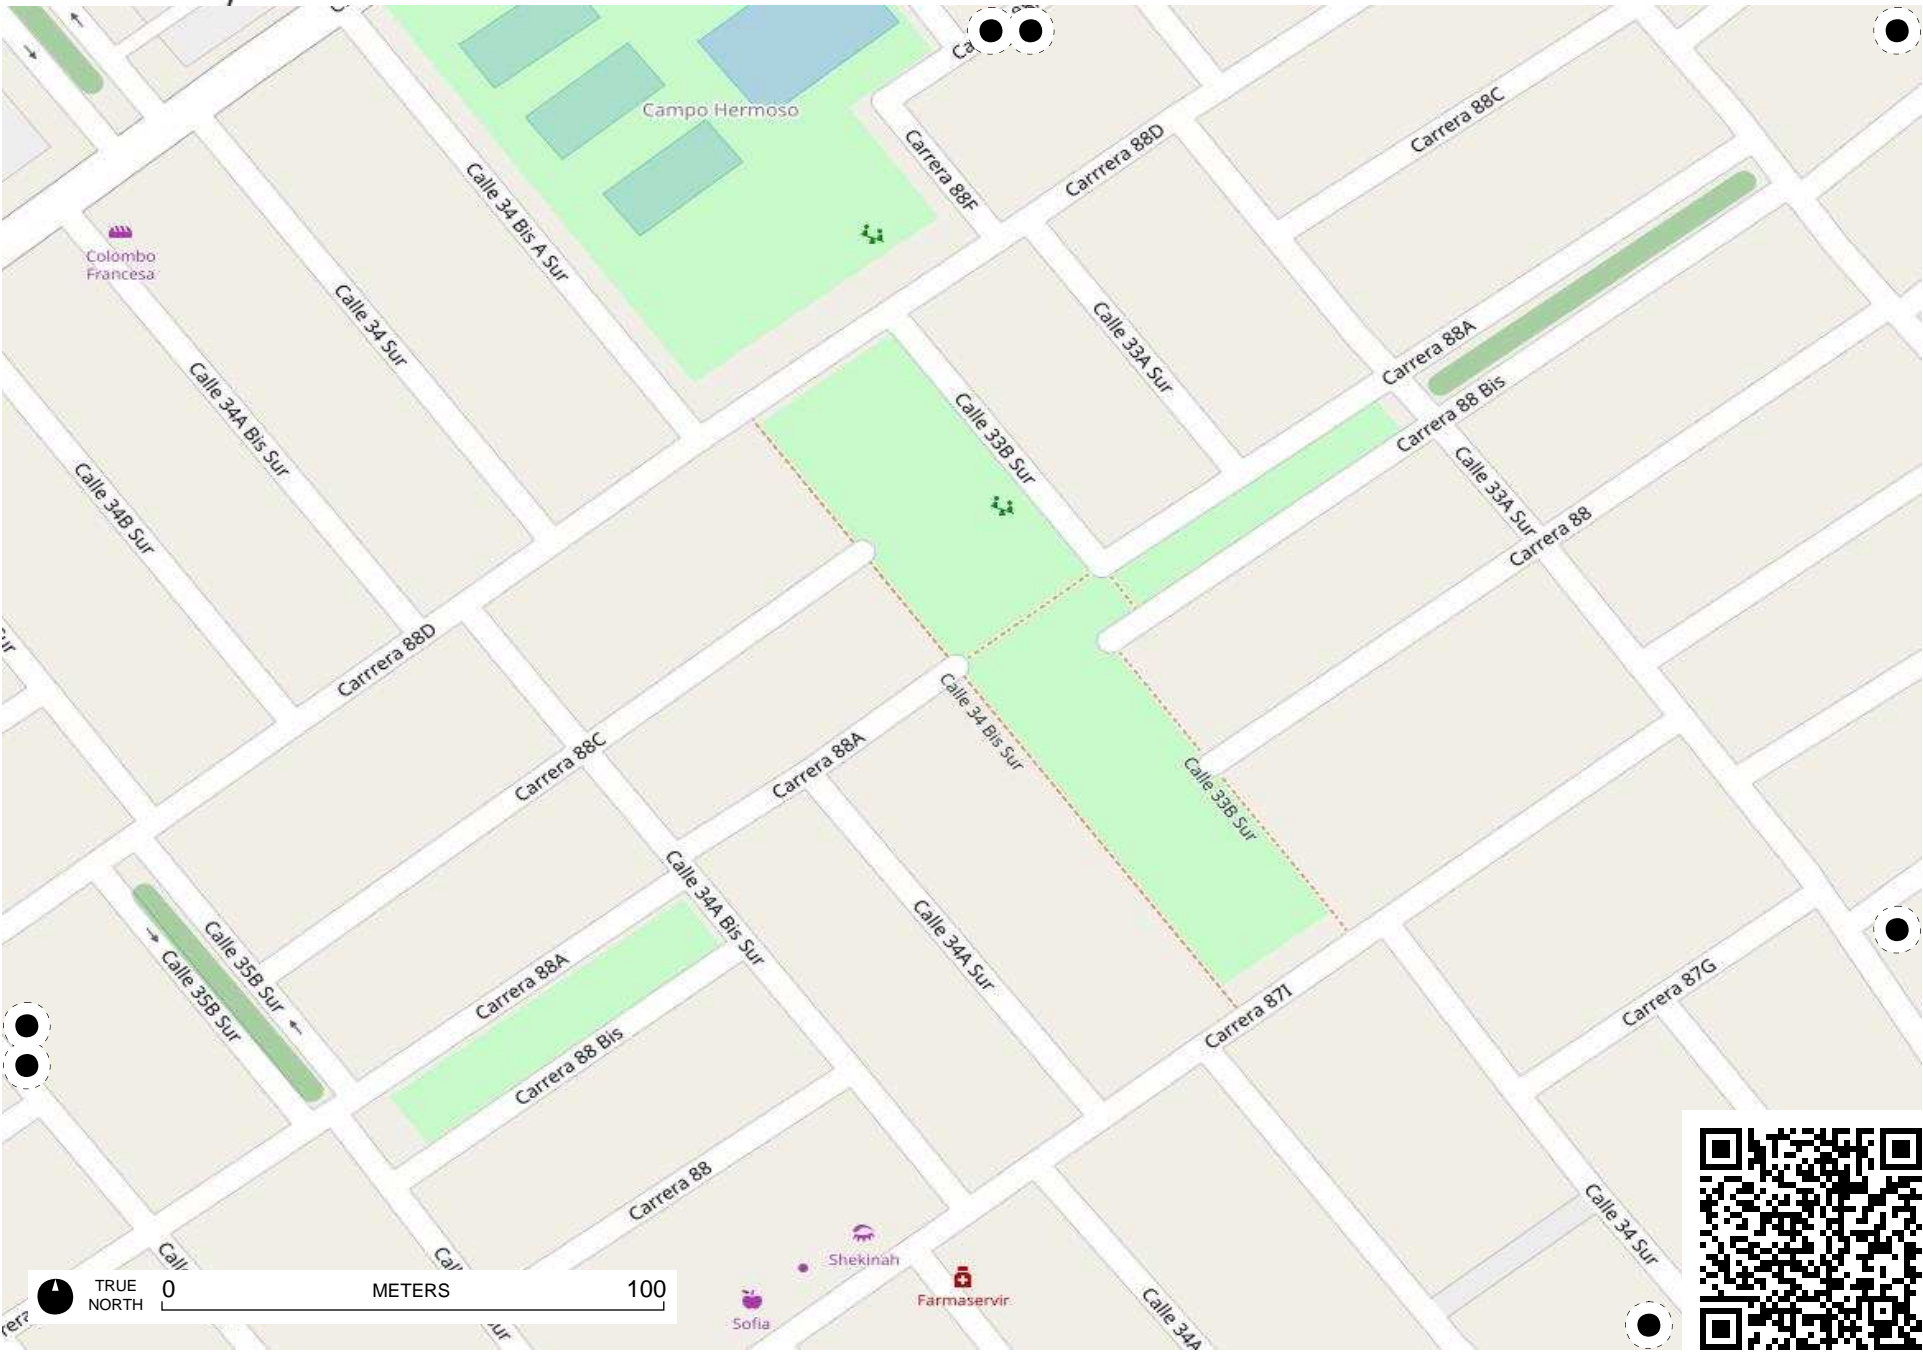 Campo Hermoso
Carrera 88F
Carrrera 88D
Carrera 88C
Calle 34 Bis A Sur
Colombo
Francesa
Calle 34 Sur
Calle 33A Sur
Carrera 88A
Carrera 88 Bis
Calle 34A Bis Sur
Calle 33B Sur
Calle 34B Sur
Calle 33A Sur
Carrera 88
Carrrera 88D
Calle 34 Bis Sur
Carrera 88C
Carrera 88A
Calle 33B Sur
Calle 34A Bis Sur
Calle 34A Sur
Calle 35B Sur
Calle 35B Sur
Carrera 88A
Carrera 87I
Carrera 87G
Carrera 88 Bis
Carrera 88
Calle 34 Sur
Shekinah
Farmaservir
Sofia
Calle 34A
TRUE
NORTH
0 METERS 100